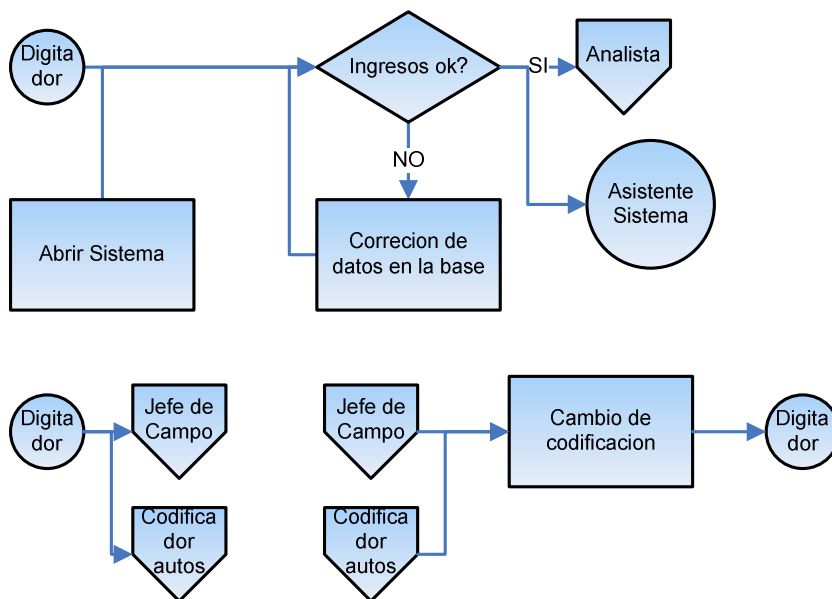 Digita
dor
Ingresos ok?
SI
Analista
NO
Abrir Sistema
Correcion de
datos en la base
Asistente
Sistema
Digita
dor
Jefe de
Campo
Codifica
dor
autos
Jefe de
Campo
Codifica
dor
autos
Cambio de
codificacion
Digita
dor